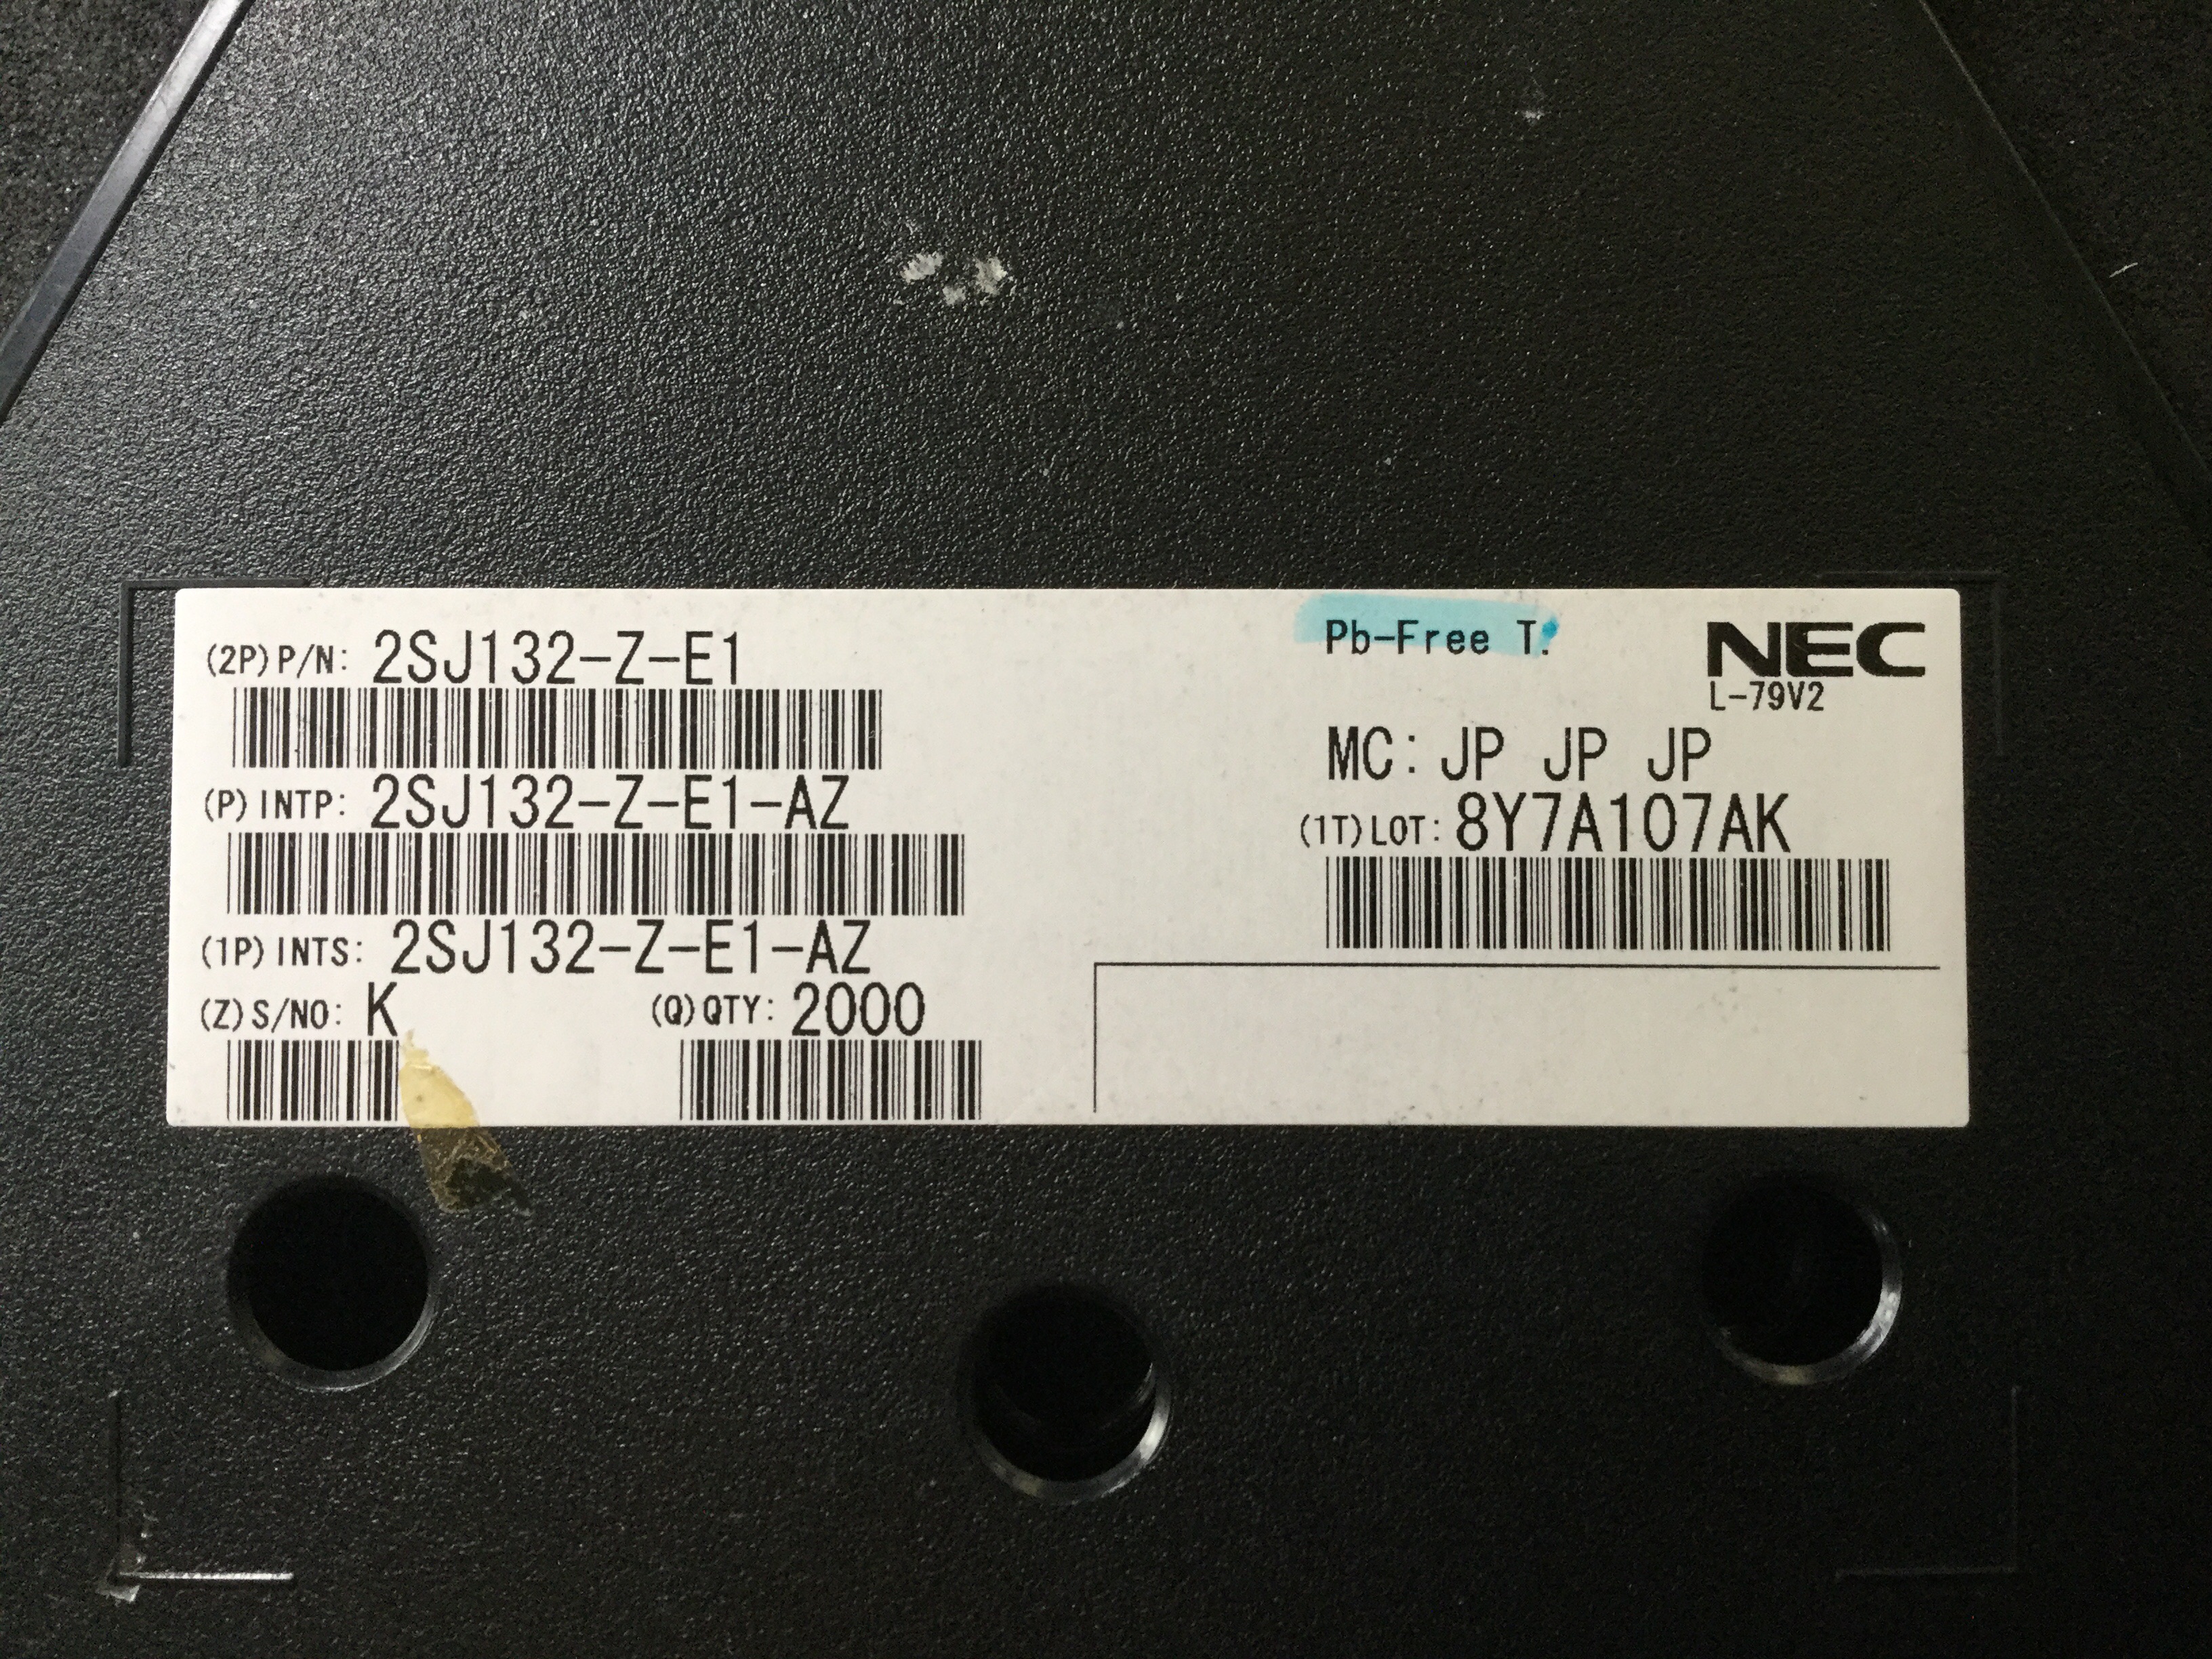 (2P)P/N: 2SJ132-Z-E1
(P)INTP: 2SJ132-Z-E1-AZ
(1P)INTS: 2SJ132-Z-E1-AZ
(Z)S/NO: K (Q)QTY: 2000
Pb-Free T.
NEC
L-79V2
MC: JP JP JP
(1T)LOT: 8Y7A107AK